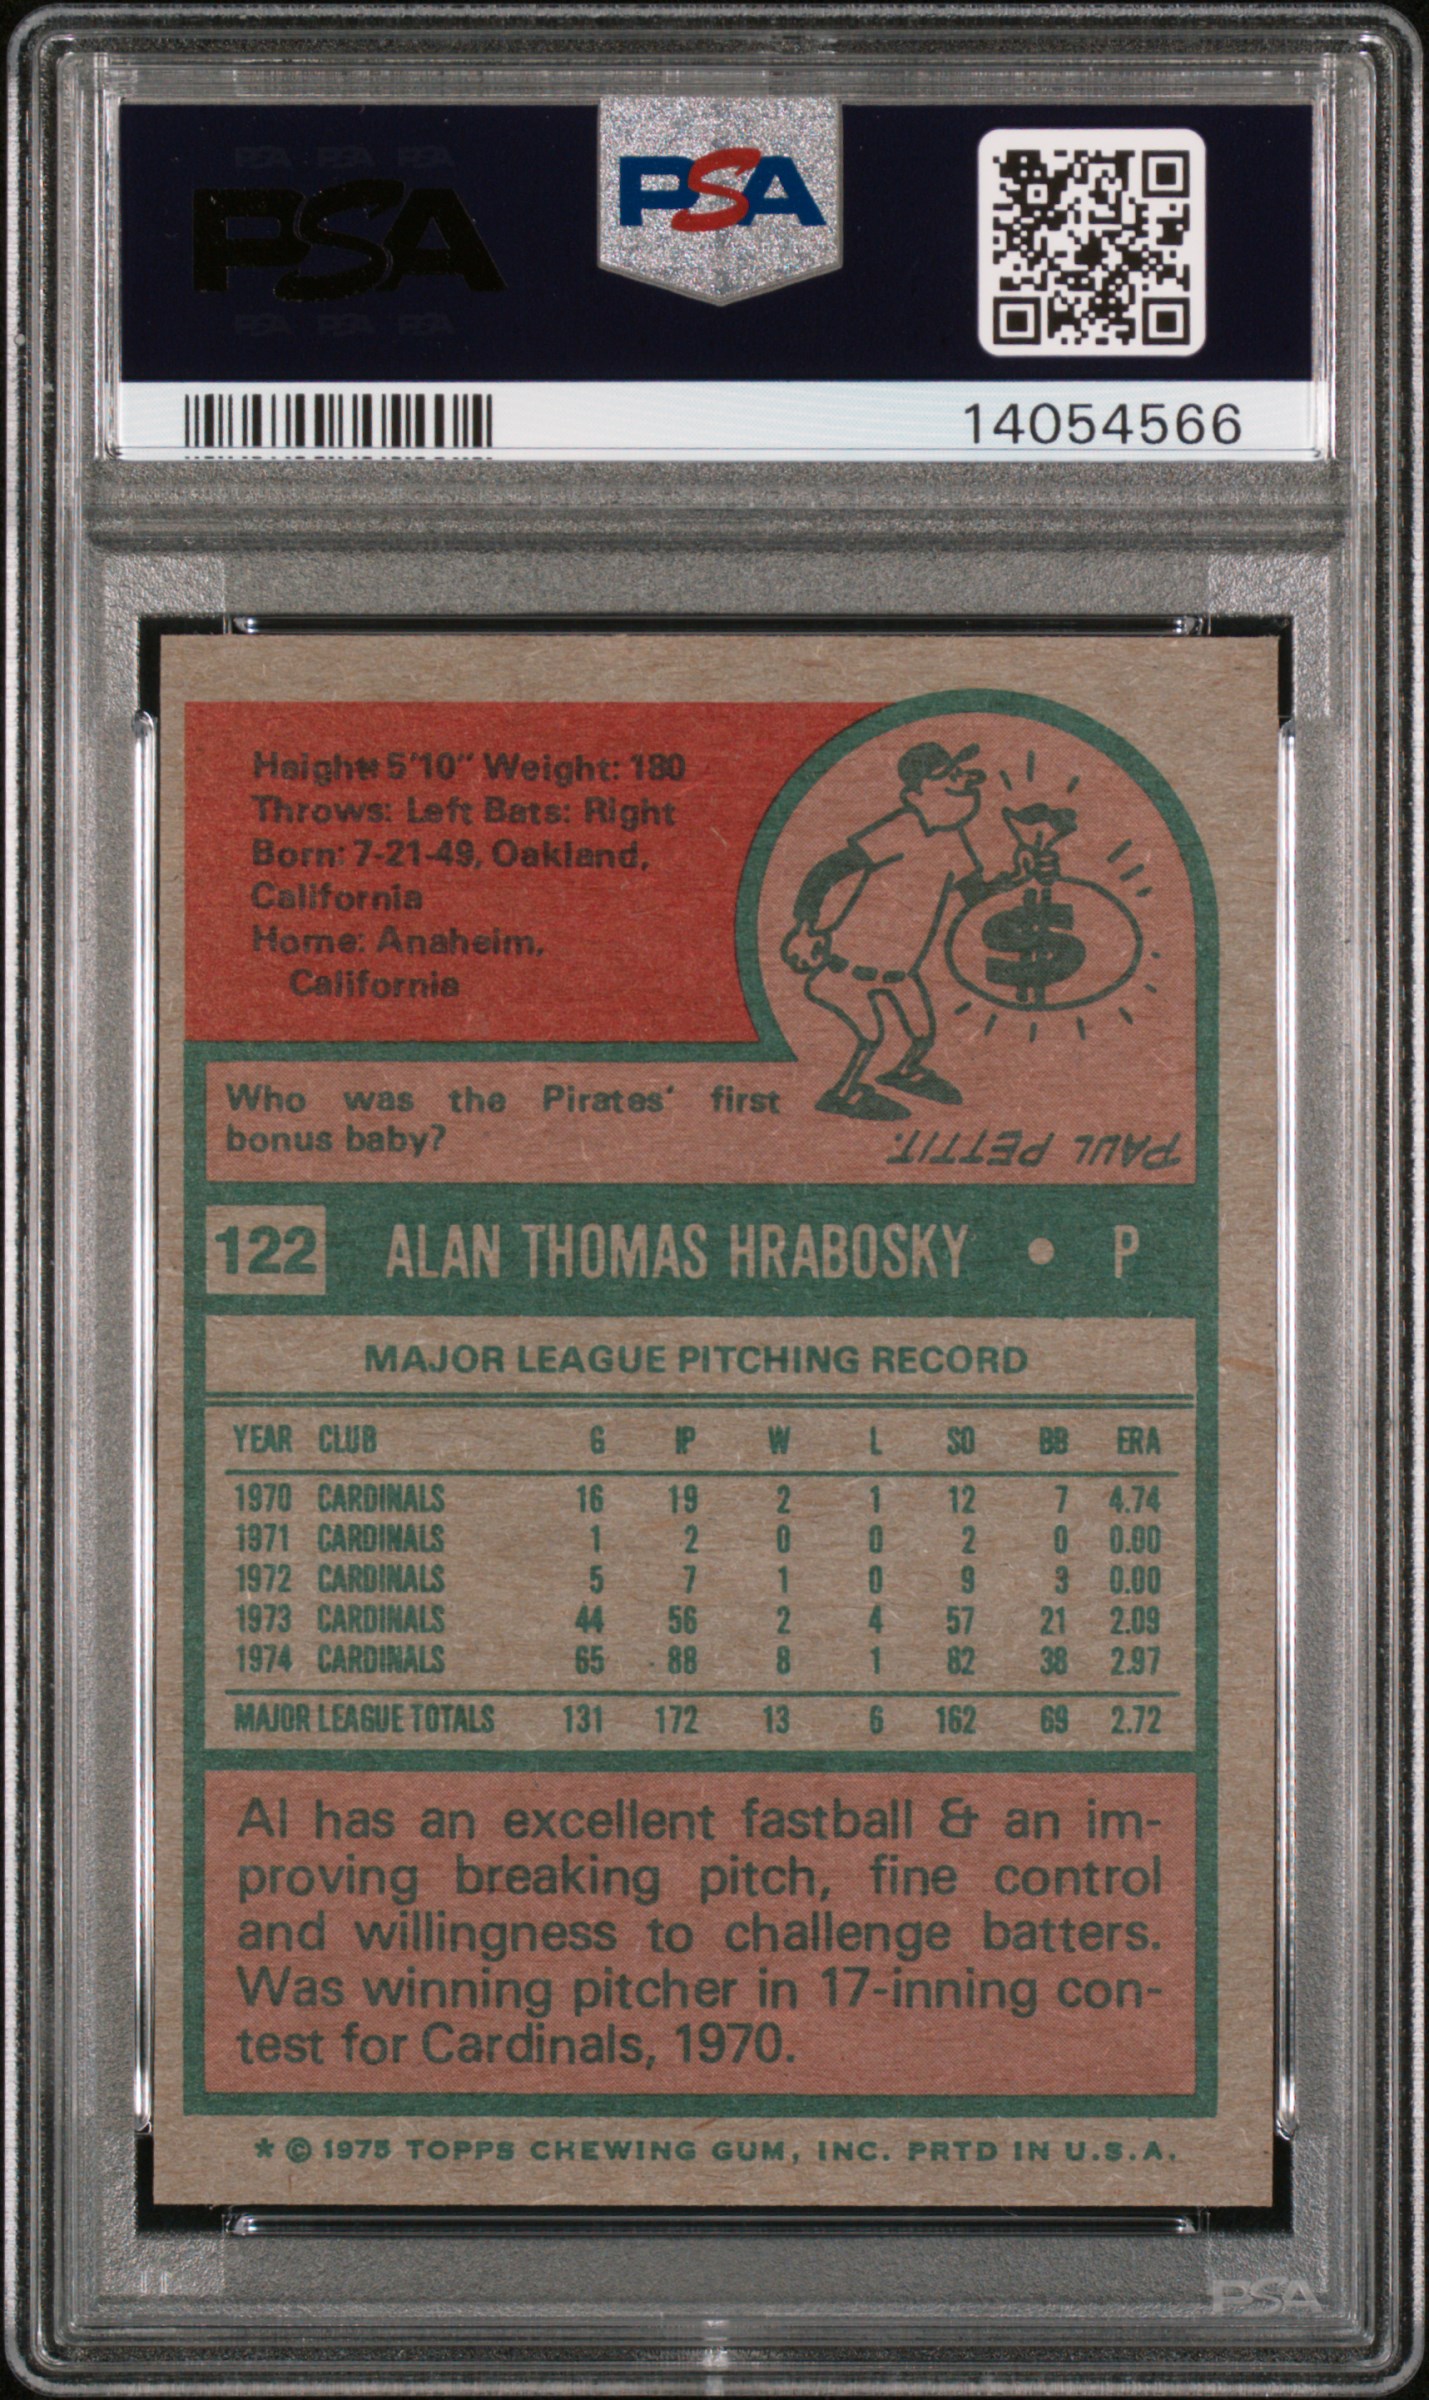 PSA PSA PSA
PSA
PSA PSA PSA
PSA
14054566
Height: 5'10" Weight: 180
Throws: Left Bats: Right
Born: 7-21-49, Oakland,
California
Home: Anaheim,
California
$
Who was the Pirates' first
bonus baby?
PAUL PETTIT.
122 ALAN THOMAS HRABOSKY • P
MAJOR LEAGUE PITCHING RECORD
YEAR CLUB G IP W L SO BB ERA
1970 CARDINALS 16 19 2 1 12 7 4.74
1971 CARDINALS 1 2 0 0 2 0 0.00
1972 CARDINALS 5 7 1 0 9 3 0.00
1973 CARDINALS 44 56 2 4 57 21 2.09
1974 CARDINALS 65 88 8 1 82 38 2.97
MAJOR LEAGUE TOTALS 131 172 13 6 162 69 2.72
Al has an excellent fastball & an im-
proving breaking pitch, fine control
and willingness to challenge batters.
Was winning pitcher in 17-inning con-
test for Cardinals, 1970.
* © 1975 TOPPS CHEWING GUM, INC. PRTD IN U.S.A.
PSA